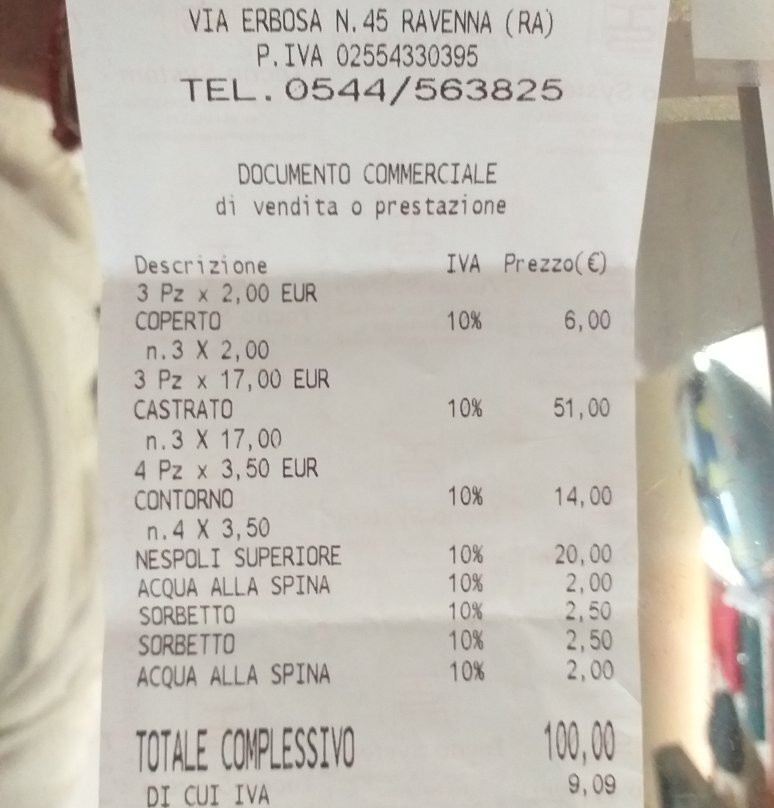 VIA ERBOSA N.45 RAVENNA (RA)
P.IVA 02554330395
TEL. 0544/563825
DOCUMENTO COMMERCIALE
di vendita o prestazione
Descrizione IVA Prezzo(€)
3 Pz x 2,00 EUR
COPERTO 10% 6,00
n.3 X 2,00
3 Pz x 17,00 EUR
CASTRATO 10% 51,00
n.3 X 17,00
4 Pz x 3,50 EUR
CONTORNO 10% 14,00
n.4 X 3,50
NESPOLI SUPERIORE 10% 20,00
ACQUA ALLA SPINA 10% 2,00
SORBETTO 10% 2,50
SORBETTO 10% 2,50
ACQUA ALLA SPINA 10% 2,00
TOTALE COMPLESSIVO 100,00
DI CUI IVA 9,09